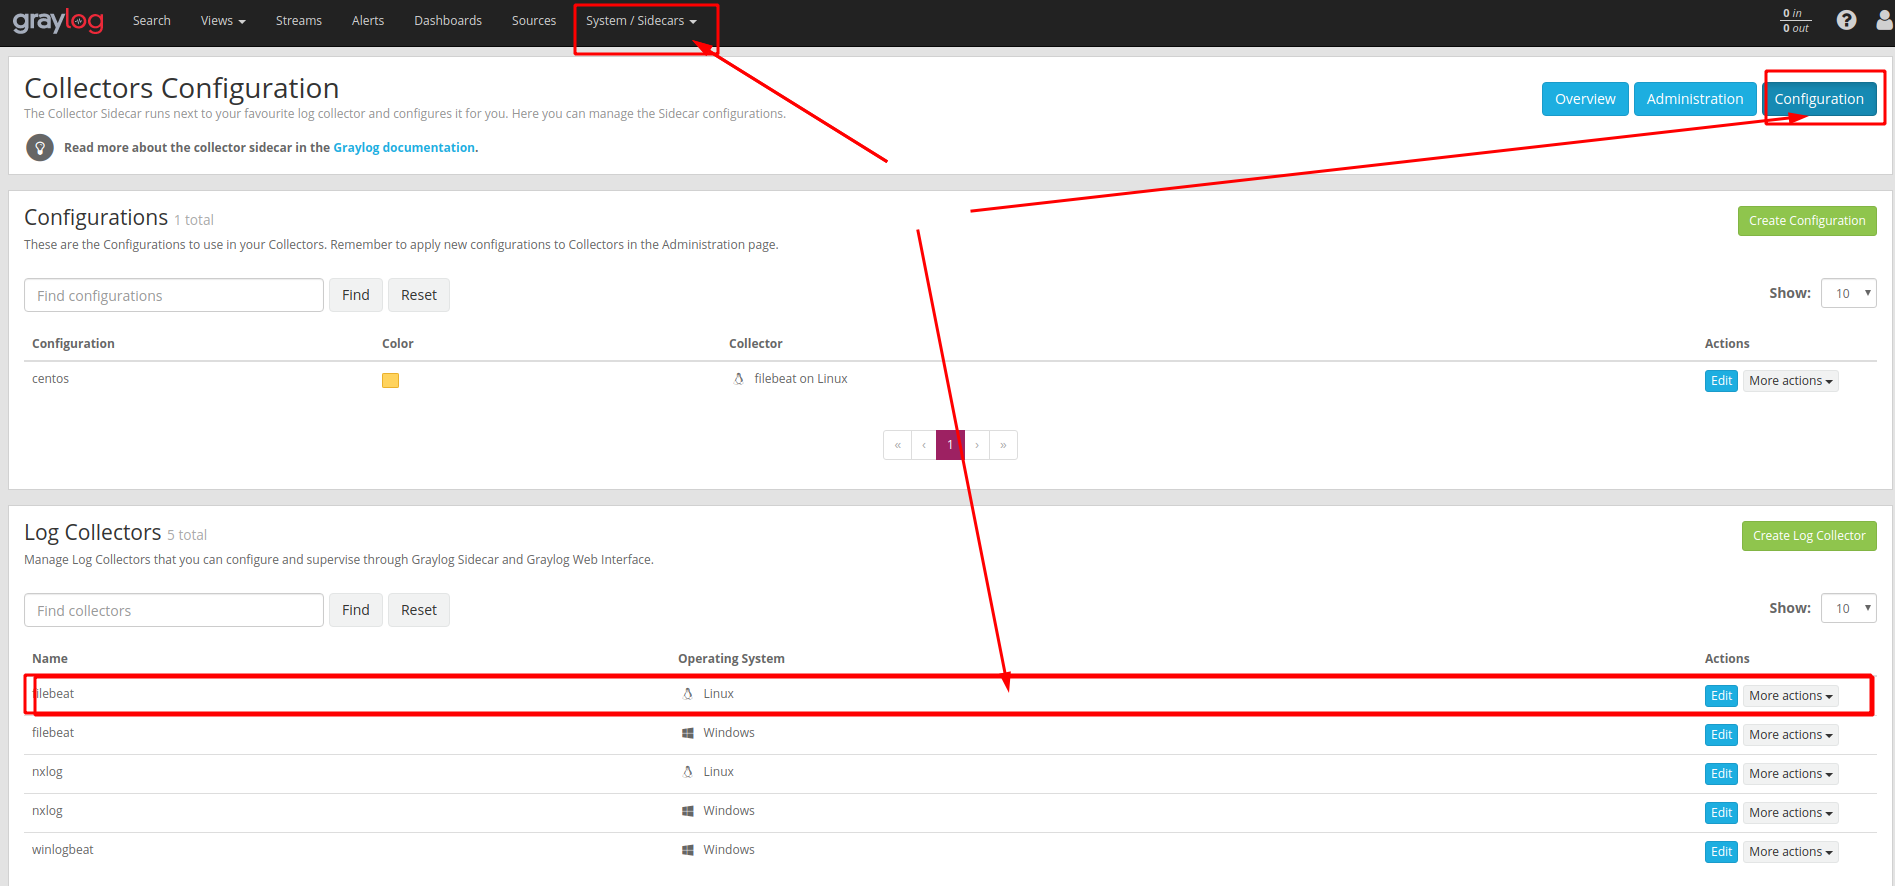 graylog Search Views Streams Alerts Dashboards Sources System / Sidecars 0 in
0 out
Collectors Configuration
The Collector Sidecar runs next to your favourite log collector and configures it for you. Here you can manage the Sidecar configurations.
Overview Administration Configuration
Read more about the collector sidecar in the Graylog documentation.
Configurations 1 total
Create Configuration
These are the Configurations to use in your Collectors. Remember to apply new configurations to Collectors in the Administration page.
Find configurations Find Reset Show: 10
Configuration Color Collector Actions
centos filebeat on Linux Edit More actions
« ‹ 1 › »
Log Collectors 5 total
Create Log Collector
Manage Log Collectors that you can configure and supervise through Graylog Sidecar and Graylog Web Interface.
Find collectors Find Reset Show: 10
Name Operating System Actions
filebeat Linux Edit More actions
filebeat Windows Edit More actions
nxlog Linux Edit More actions
nxlog Windows Edit More actions
winlogbeat Windows Edit More actions